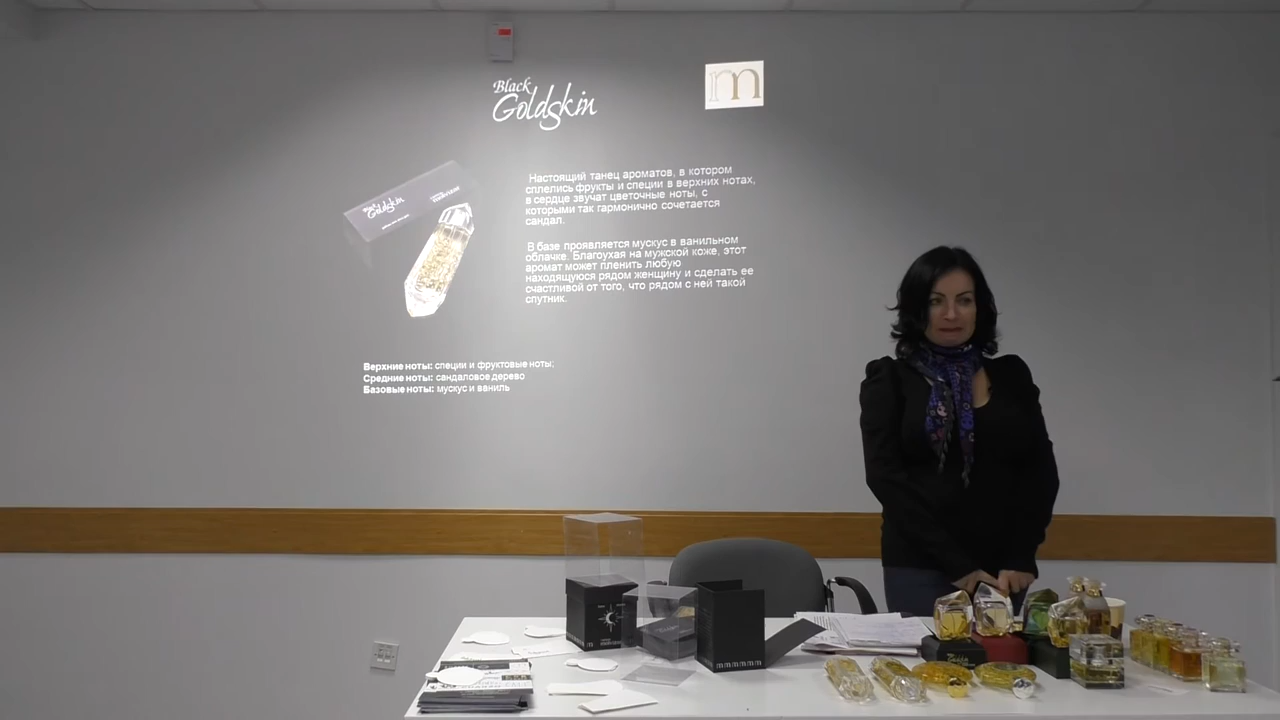 Black
Goldskin
m
Настоящий танец ароматов, в котором
сплелись фрукты и специи в верхних нотах,
в сердце звучат цветочные ноты, с
которыми так гармонично сочетается
сандал.
В базе проявляется мускус в ванильном
облачке. Благоухая на мужской коже, этот
аромат может пленить любую
находящуюся рядом женщину и сделать ее
счастливой от того, что рядом с ней такой
спутник.
Goldskin
Верхние ноты: специи и фруктовые ноты;
Средние ноты: сандаловое дерево
Базовые ноты: мускус и ваниль